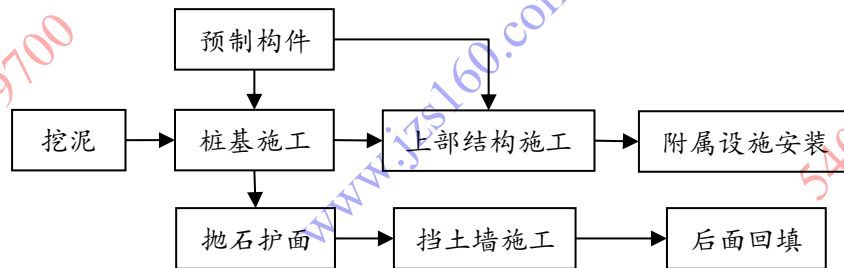 预制构件
挖泥
桩基施工
上部结构施工
附属设施安装
抛石护面
挡土墙施工
后面回填
www.jzs160.com
9700